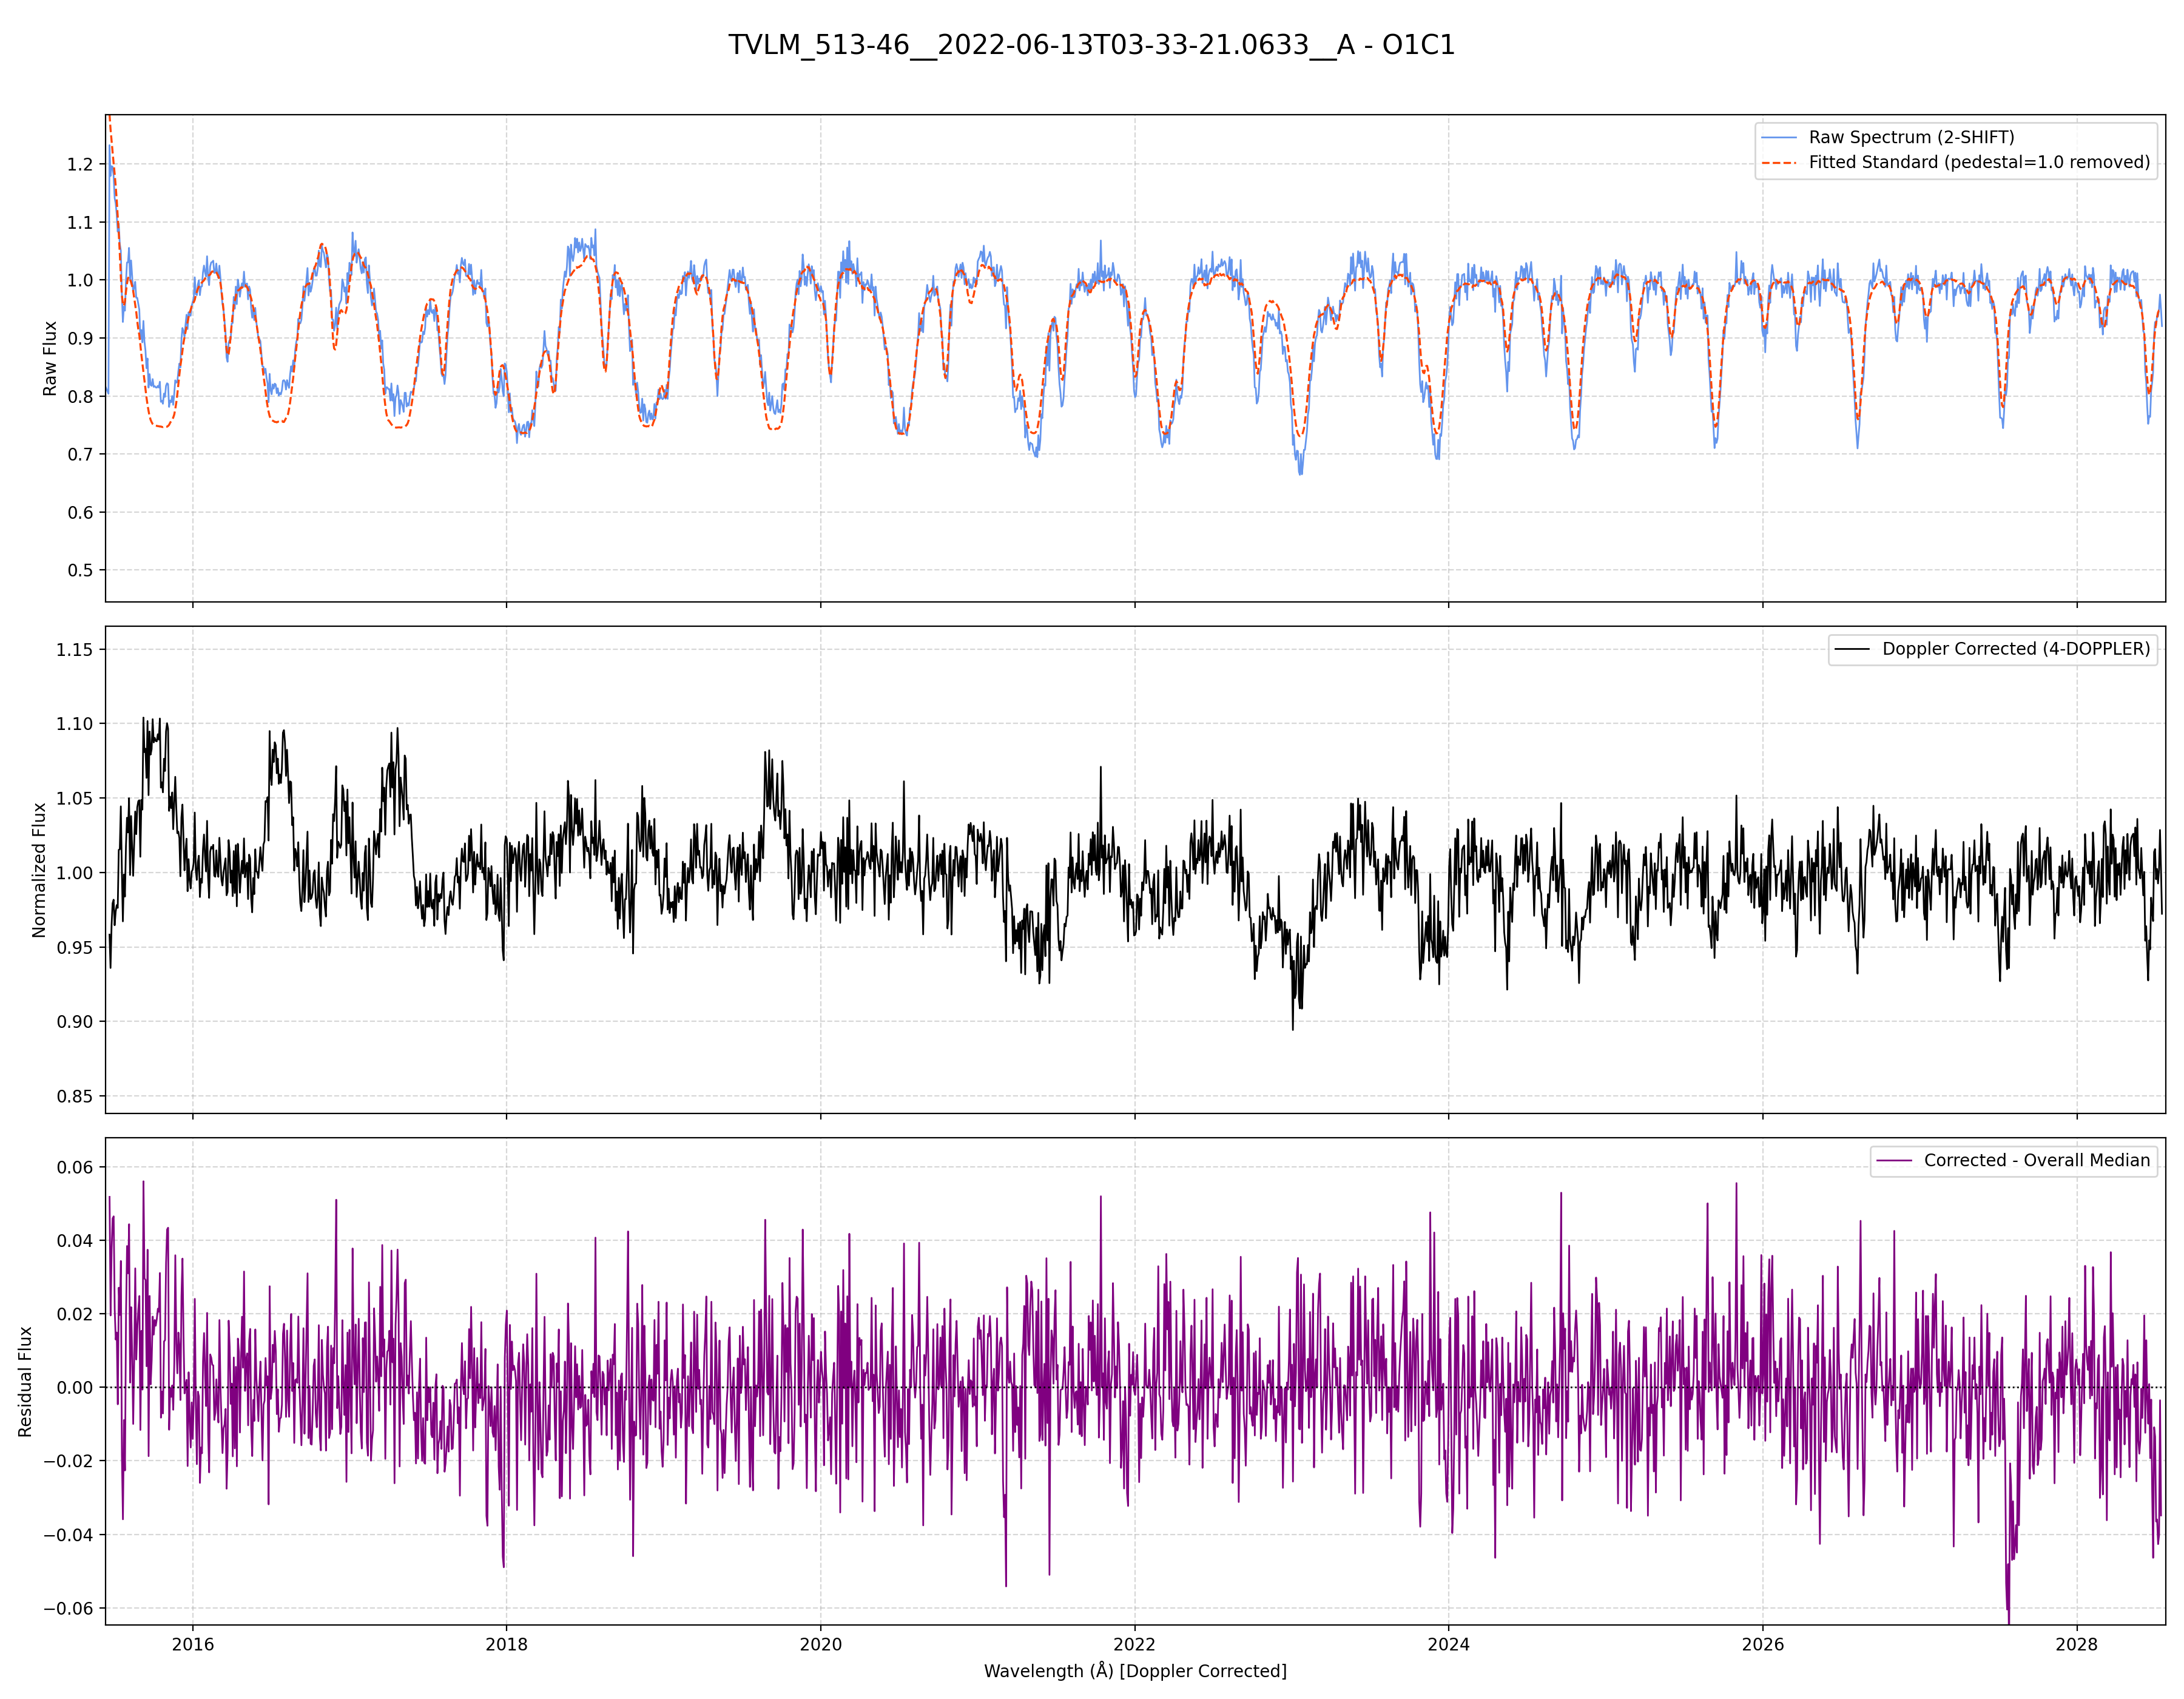 TVLM_513-46__2022-06-13T03-33-21.0633__A - O1C1
Raw Spectrum (2-SHIFT)
Fitted Standard (pedestal=1.0 removed)
Raw Flux
1.2
1.1
1.0
0.9
0.8
0.7
0.6
0.5
Doppler Corrected (4-DOPPLER)
Normalized Flux
1.15
1.10
1.05
1.00
0.95
0.90
0.85
Corrected - Overall Median
Residual Flux
0.06
0.04
0.02
0.00
−0.02
−0.04
−0.06
2016 2018 2020 2022 2024 2026 2028
Wavelength (Å) [Doppler Corrected]